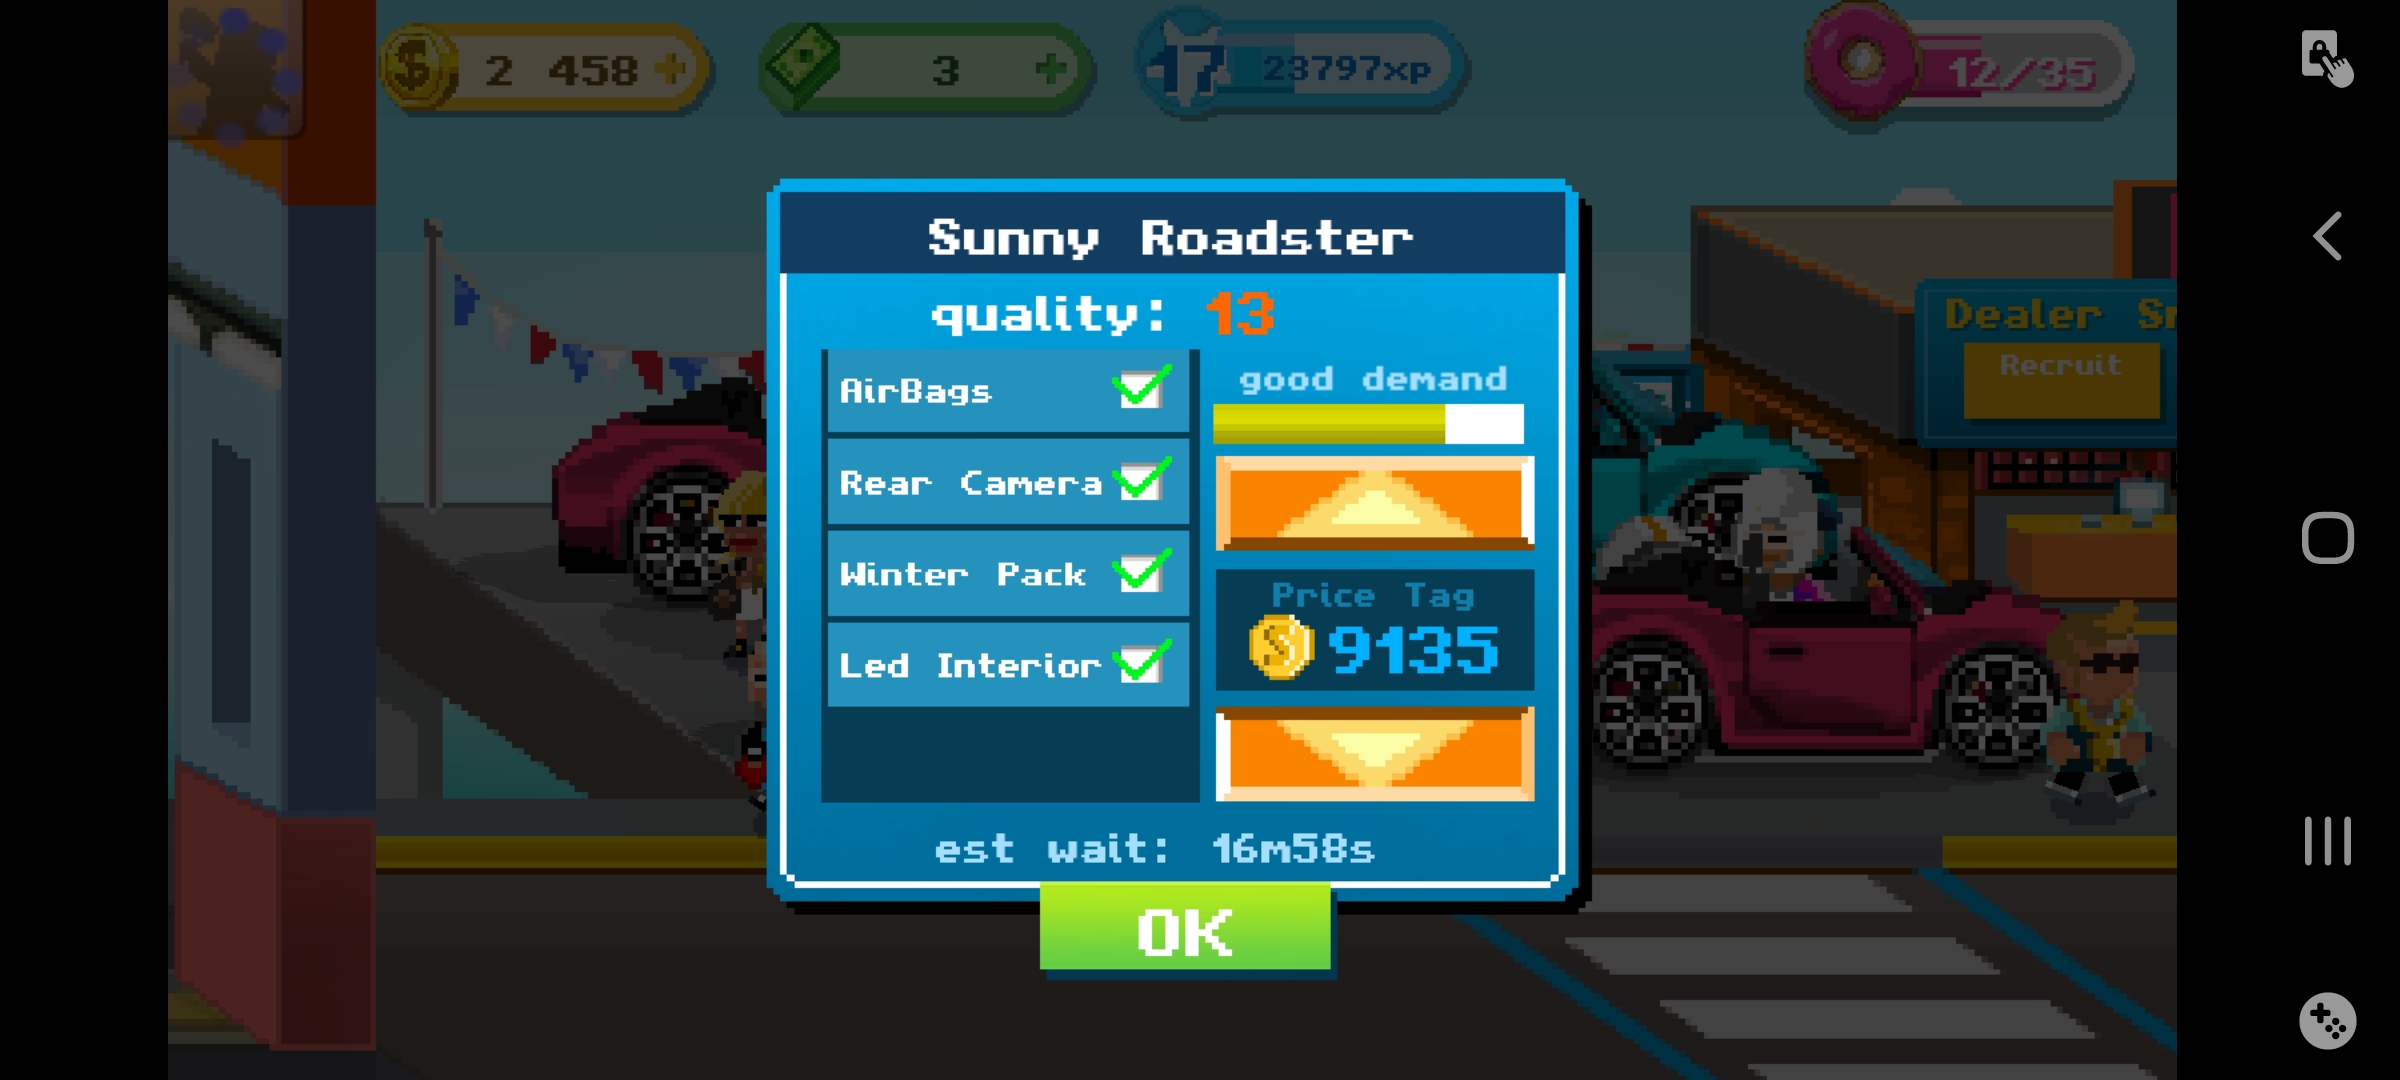 2 458 +
3 +
17 23797xp
12/35
Sunny Roadster
quality: 13
AirBags
Rear Camera
Winter Pack
Led Interior
good demand
Price Tag
9135
est wait: 16m58s
OK
Dealer
Recruit